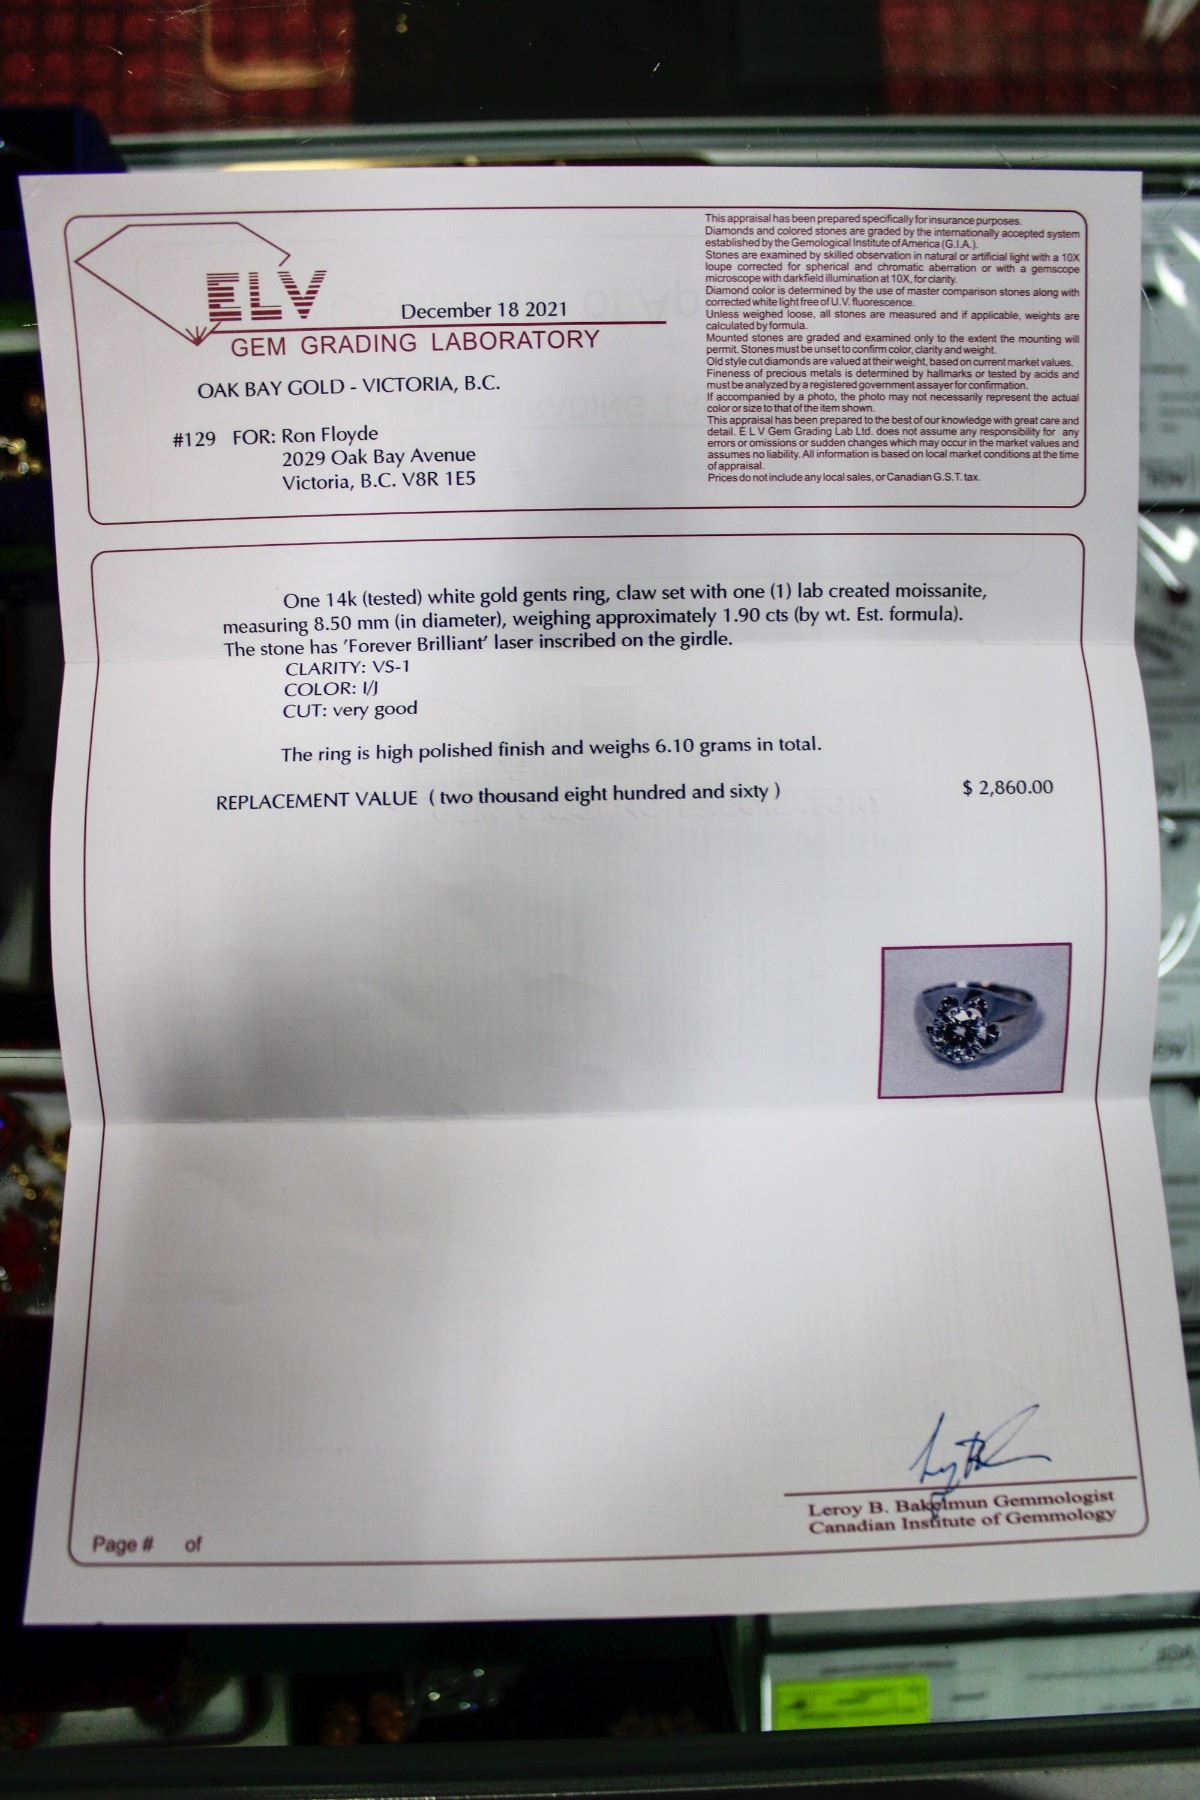 ELV
December 18 2021
GEM GRADING LABORATORY
OAK BAY GOLD - VICTORIA, B.C.
#129 FOR: Ron Floyde
2029 Oak Bay Avenue
Victoria, B.C. V8R 1E5
This appraisal has been prepared specifically for insurance purposes.
Diamonds and colored stones are graded by the internationally accepted system
established by the Gemological Institute of America (G.I.A.).
Stones are examined by skilled observation in natural or artificial light with a 10X
loupe corrected for spherical and chromatic aberration or with a gemscope
microscope with darkfield illumination at 10X, for clarity.
Diamond color is determined by the use of master comparison stones along with
corrected white light free of U.V. fluorescence.
Unless weighed loose, all stones are measured and if applicable, weights are
calculated by formula.
Mounted stones are graded and examined only to the extent the mounting will
permit. Stones must be unset to confirm color, clarity and weight.
Old style cut diamonds are valued at their weight, based on current market values.
Fineness of precious metals is determined by hallmarks or tested by acids and
must be analyzed by a registered government assayer for confirmation.
If accompanied by a photo, the photo may not necessarily represent the actual
color or size to that of the item shown.
This appraisal has been prepared to the best of our knowledge with great care and
detail. E L V Gem Grading Lab Ltd. does not assume any responsibility for any
errors or omissions or sudden changes which may occur in the market values and
assumes no liability. All information is based on local market conditions at the time
of appraisal.
Prices do not include any local sales, or Canadian G.S.T. tax.
One 14k (tested) white gold gents ring, claw set with one (1) lab created moissanite,
measuring 8.50 mm (in diameter), weighing approximately 1.90 cts (by wt. Est. formula).
The stone has 'Forever Brilliant' laser inscribed on the girdle.
CLARITY: VS-1
COLOR: I/J
CUT: very good
The ring is high polished finish and weighs 6.10 grams in total.
REPLACEMENT VALUE ( two thousand eight hundred and sixty ) $ 2,860.00
Leroy B. Bakelmun Gemmologist
Canadian Institute of Gemmology
Page # of